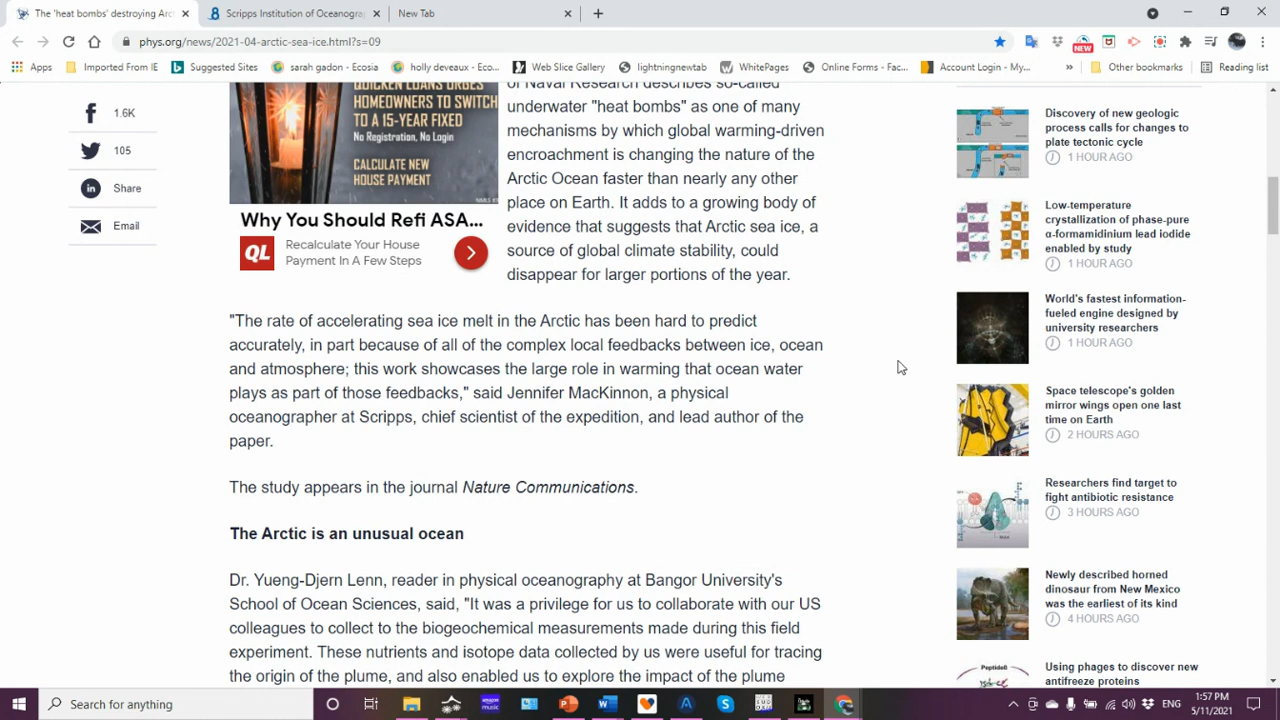 The 'heat bombs' destroying Arc
Scripps Institution of Oceanogra
New Tab
phys.org/news/2021-04-arctic-sea-ice.html?s=09
NEW
Apps
Imported From IE
Suggested Sites
sarah gadon - Ecosia
holly deveaux - Eco...
Web Slice Gallery
lightningnewtab
WhitePages
Online Forms - Fac...
Account Login - My...
»
Other bookmarks
Reading list
1.6K
105
Share
Email
QUICKEN LOANS URGES
HOMEOWNERS TO SWITCH
TO A 15-YEAR FIXED
No Registration, No Login
CALCULATE NEW
HOUSE PAYMENT
Why You Should Refi ASA...
QL
Recalculate Your House
Payment In A Few Steps
of Naval Research describes so-called
underwater "heat bombs" as one of many
mechanisms by which global warming-driven
encroachment is changing the nature of the
Arctic Ocean faster than nearly any other
place on Earth. It adds to a growing body of
evidence that suggests that Arctic sea ice, a
source of global climate stability, could
disappear for larger portions of the year.
"The rate of accelerating sea ice melt in the Arctic has been hard to predict
accurately, in part because of all of the complex local feedbacks between ice, ocean
and atmosphere; this work showcases the large role in warming that ocean water
plays as part of those feedbacks," said Jennifer MacKinnon, a physical
oceanographer at Scripps, chief scientist of the expedition, and lead author of the
paper.
The study appears in the journal Nature Communications.
The Arctic is an unusual ocean
Dr. Yueng-Djern Lenn, reader in physical oceanography at Bangor University's
School of Ocean Sciences, said, "It was a privilege for us to collaborate with our US
colleagues to collect to the biogeochemical measurements made during this field
experiment. These nutrients and isotope data collected by us were useful for tracing
the origin of the plume, and also enabled us to explore the impact of the plume
Discovery of new geologic
process calls for changes to
plate tectonic cycle
1 HOUR AGO
Low-temperature
crystallization of phase-pure
α-formamidinium lead iodide
enabled by study
1 HOUR AGO
World's fastest information-
fueled engine designed by
university researchers
1 HOUR AGO
Space telescope's golden
mirror wings open one last
time on Earth
2 HOURS AGO
Researchers find target to
fight antibiotic resistance
3 HOURS AGO
Newly described horned
dinosaur from New Mexico
was the earliest of its kind
4 HOURS AGO
Using phages to discover new
antifreeze proteins
Search for anything
ENG
1:57 PM
5/11/2021